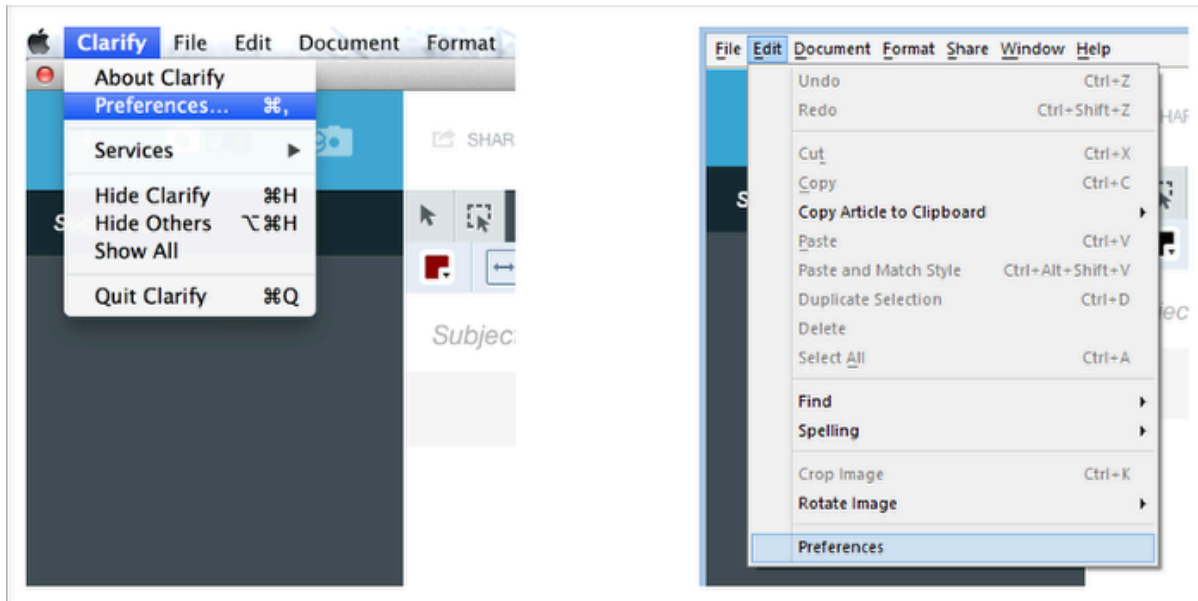 Clarify File Edit Document Format
About Clarify
Preferences... ⌘,
Services ▶
Hide Clarify ⌘H
Hide Others ⌥⌘H
Show All
Quit Clarify ⌘Q
SHAR
Subjec
File Edit Document Format Share Window Help
Undo Ctrl+Z
Redo Ctrl+Shift+Z
Cut Ctrl+X
Copy Ctrl+C
Copy Article to Clipboard
Paste Ctrl+V
Paste and Match Style Ctrl+Alt+Shift+V
Duplicate Selection Ctrl+D
Delete
Select All Ctrl+A
Find
Spelling
Crop Image Ctrl+K
Rotate Image
Preferences